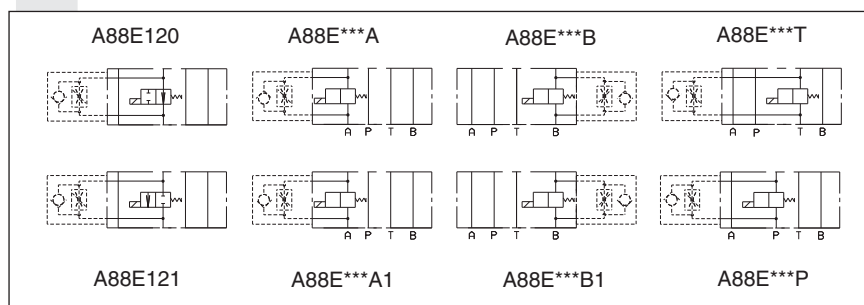 A88E120 A88E***A A88E***B A88E***T
A P T B A P T B A P T B
A P T B A P T B A P T B
A88E121 A88E***A1 A88E***B1 A88E***P